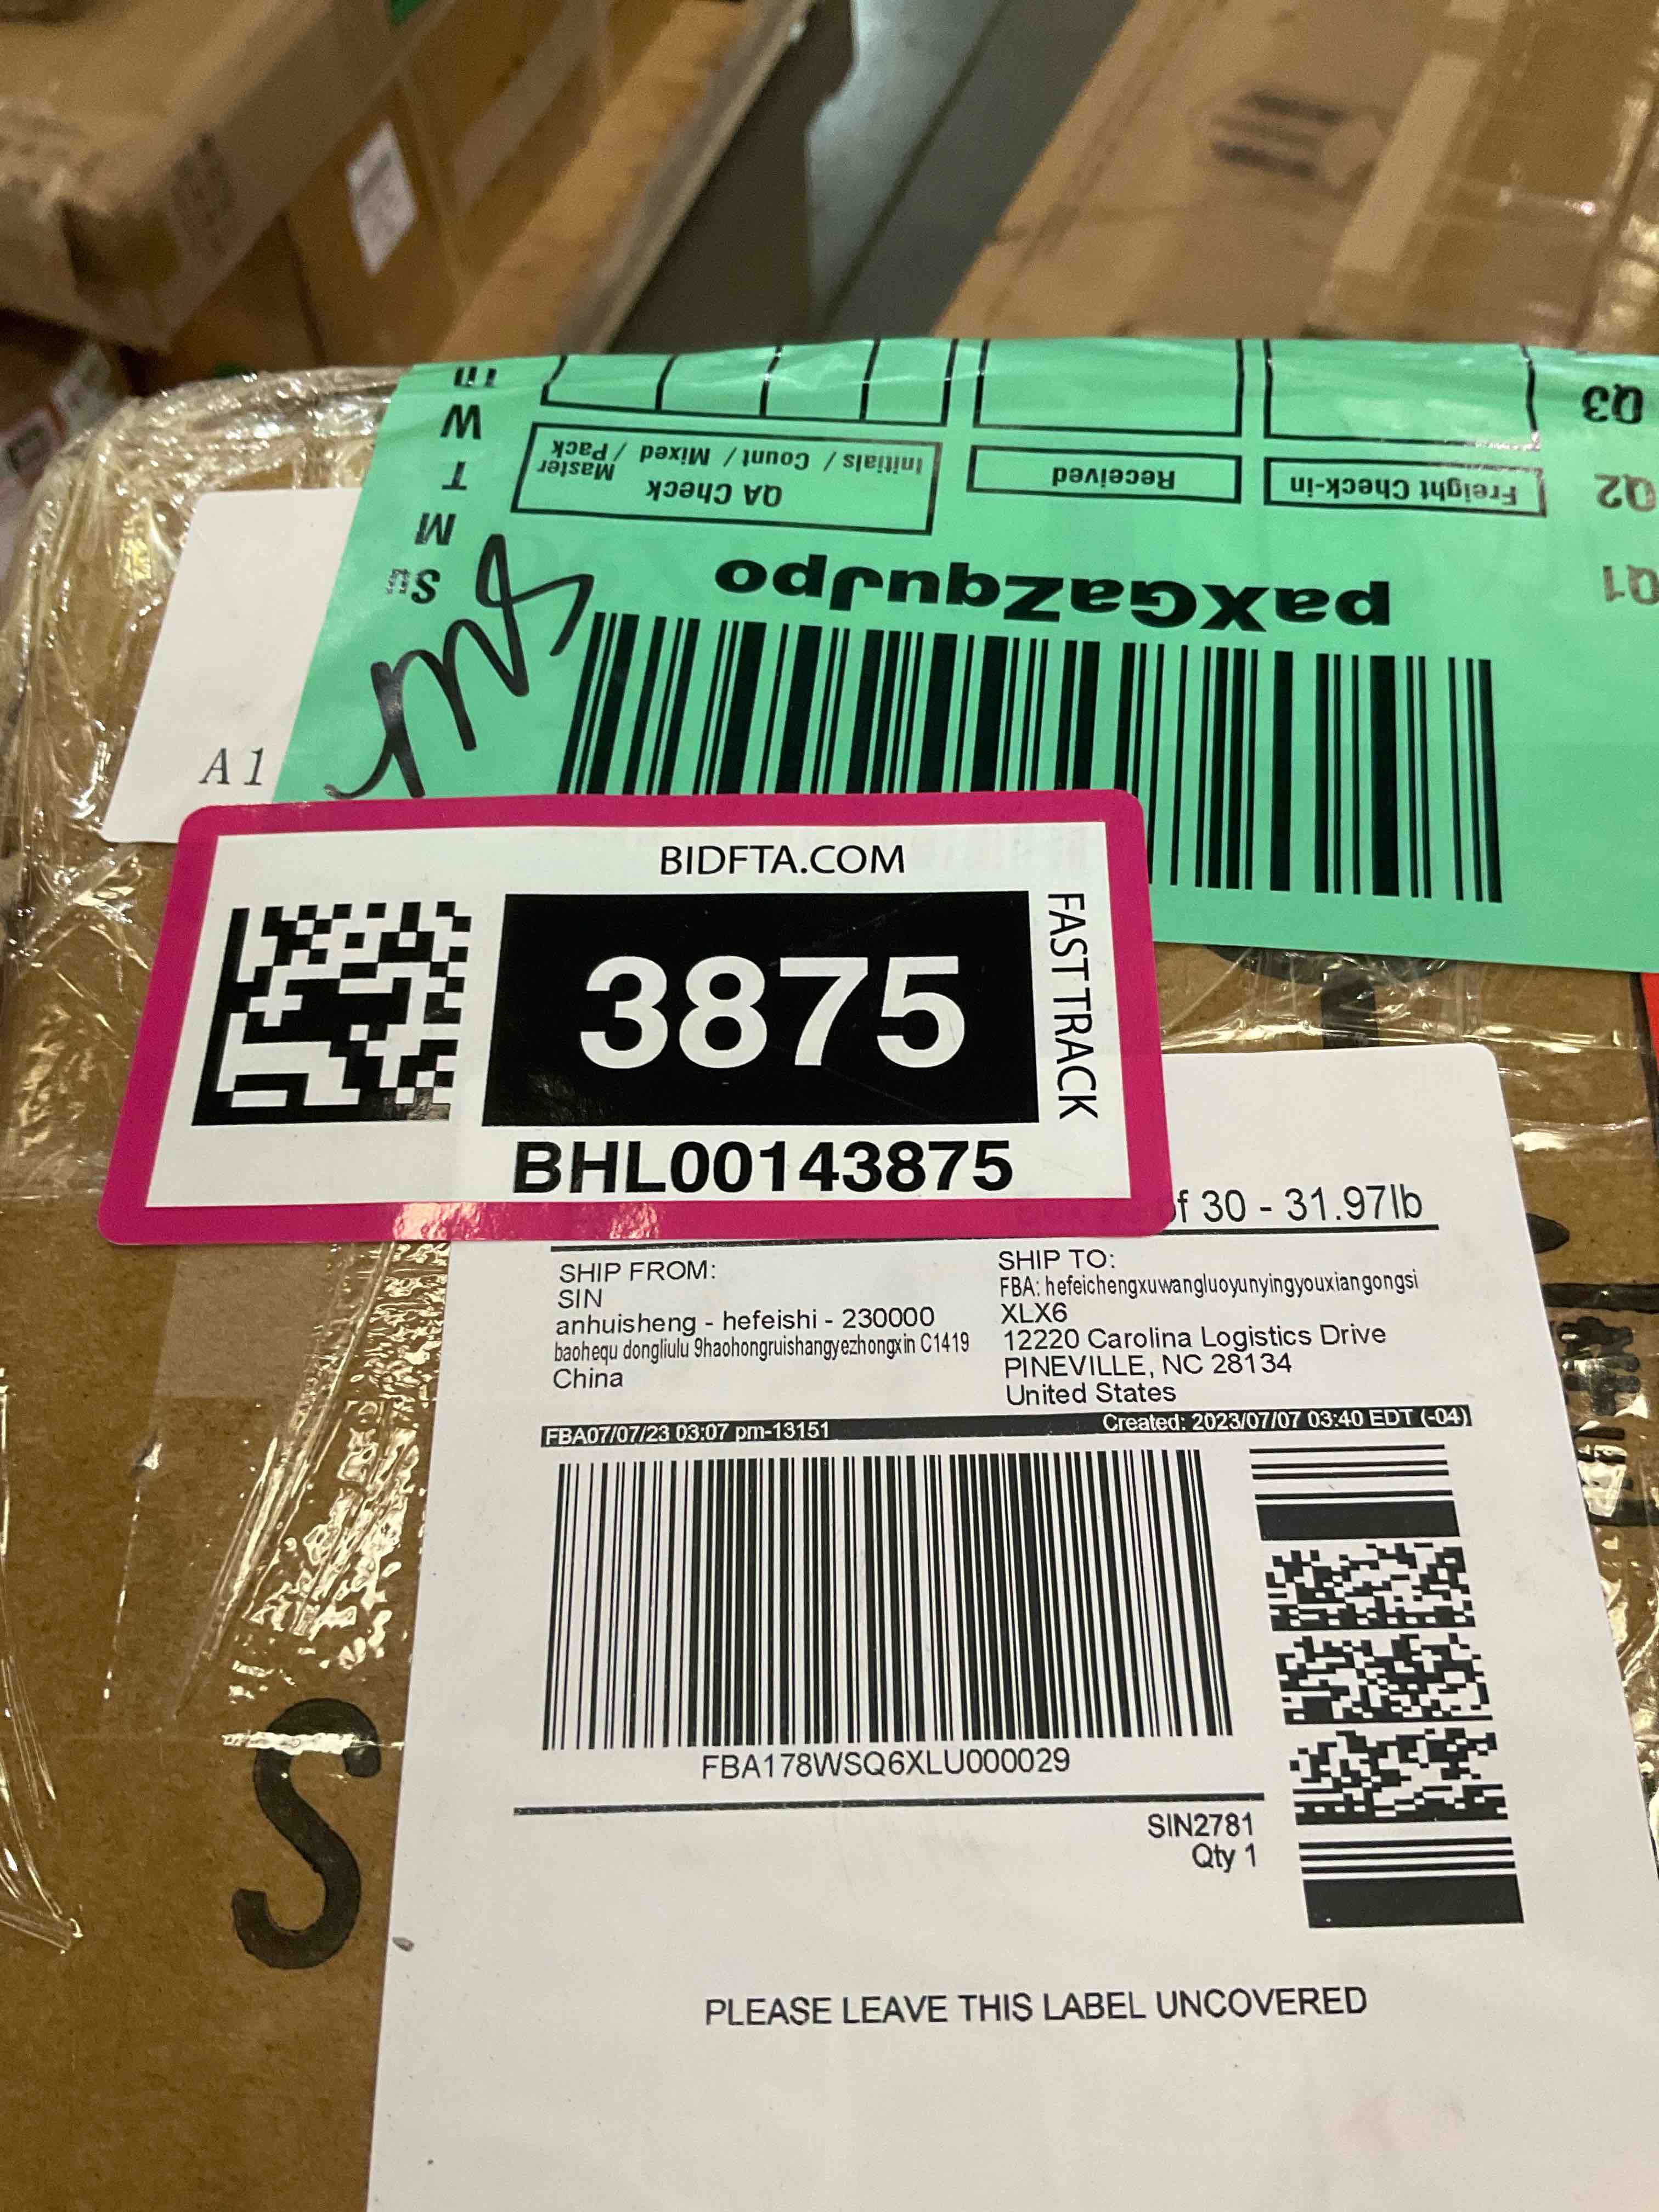 Q3
Q2
Q1
Freight Check-in
Received
QA Check
Initials / Count / Mixed / Master Pack
W
T
M
Su
paXGaZquJpo
A1
BIDFTA.COM
3875
FAST TRACK
BHL00143875
of 30 - 31.97lb
SHIP FROM:
SIN
anhuisheng - hefeishi - 230000
baohequ dongliulu 9haohongruishangyezhongxin C1419
China
SHIP TO:
FBA: hefeichengxuwangluoyunyingyouxiangongsi
XLX6
12220 Carolina Logistics Drive
PINEVILLE, NC 28134
United States
FBA07/07/23 03:07 pm-13151
Created: 2023/07/07 03:40 EDT (-04)
FBA178WSQ6XLU000029
SIN2781
Qty 1
PLEASE LEAVE THIS LABEL UNCOVERED
S